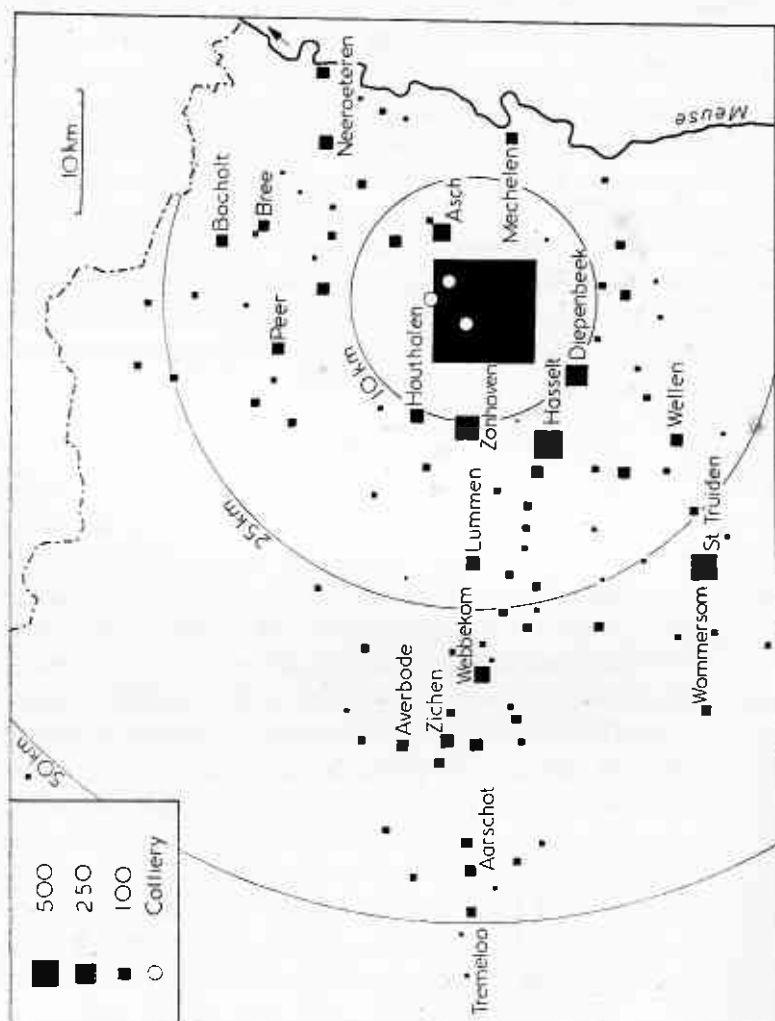 500
250
100
Colliery
50km
25km
10km
10km
Meuse
Neeroeteren
Bocholt
Bree
Peer
Asch
Mechelen
Houthalen
Zonhoven
Hasselt
Diepenbeek
Lummen
Wellen
St Truiden
Webbekom
Wommersom
Averbode
Zichen
Aarschot
Tremeloo